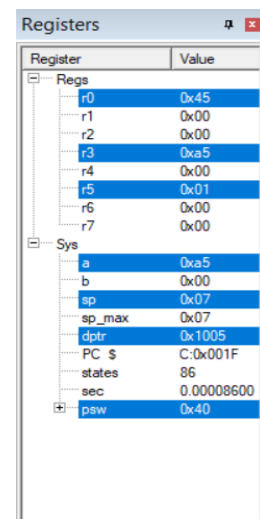 Registers
Register Value
Regs
r0 0x45
r1 0x00
r2 0x00
r3 0xa5
r4 0x00
r5 0x01
r6 0x00
r7 0x00
Sys
a 0xa5
b 0x00
sp 0x07
sp_max 0x07
dptr 0x1005
PC $ C:0x001F
states 86
sec 0.00008600
psw 0x40